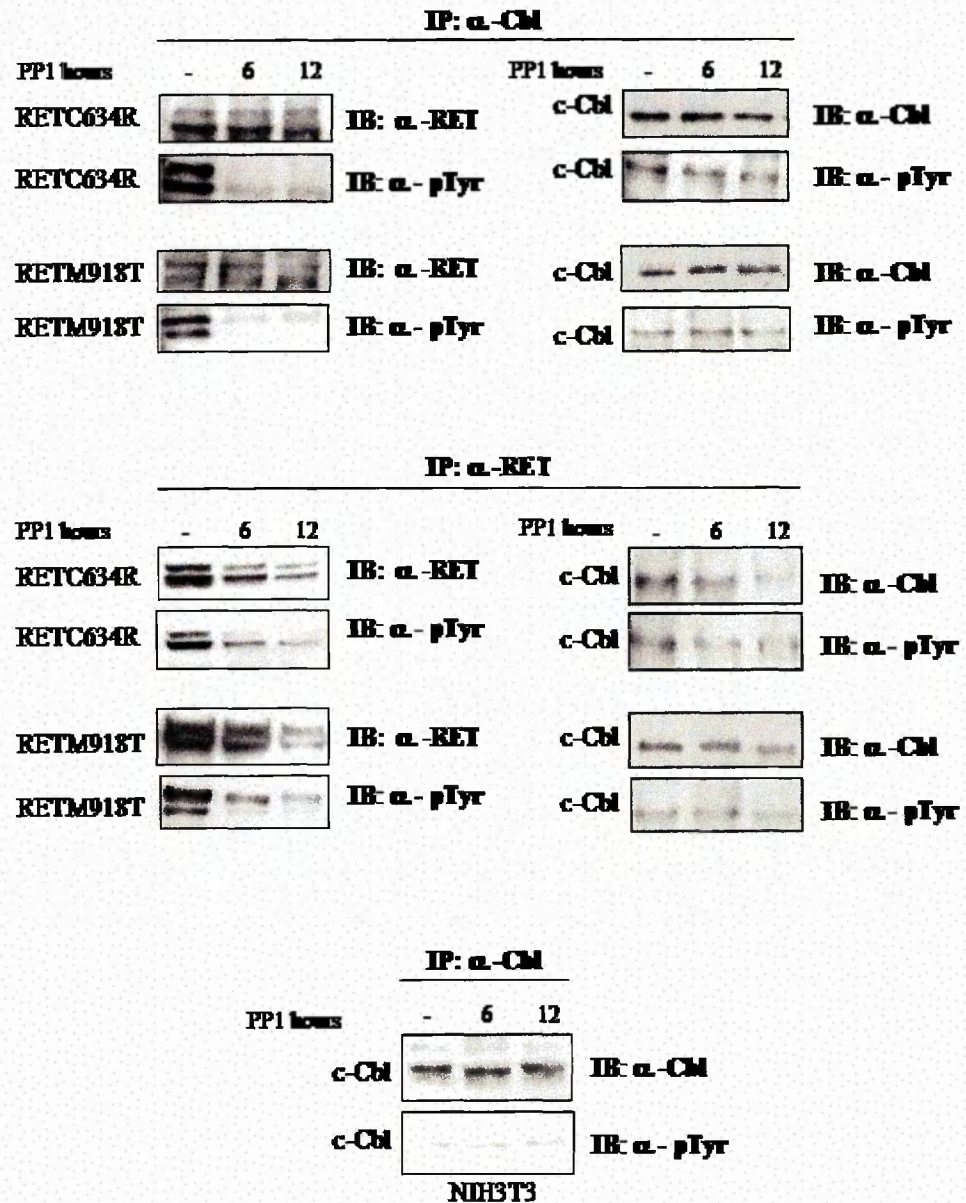 IP: α.-Cbl
PP1 hours - 6 12 PP1 hours - 6 12
RETC634R IB: α.-RET c-Cbl IB: α.-Cbl
RETC634R IB: α.- pTyr c-Cbl IB: α.- pTyr
RETM918T IB: α.-RET c-Cbl IB: α.-Cbl
RETM918T IB: α.- pTyr c-Cbl IB: α.- pTyr
IP: α.-RET
PP1 hours - 6 12 PP1 hours - 6 12
RETC634R IB: α.-RET c-Cbl IB: α.-Cbl
RETC634R IB: α.- pTyr c-Cbl IB: α.- pTyr
RETM918T IB: α.-RET c-Cbl IB: α.-Cbl
RETM918T IB: α.- pTyr c-Cbl IB: α.- pTyr
IP: α.-Cbl
PP1 hours - 6 12
c-Cbl IB: α.-Cbl
c-Cbl IB: α.- pTyr
NIH3T3